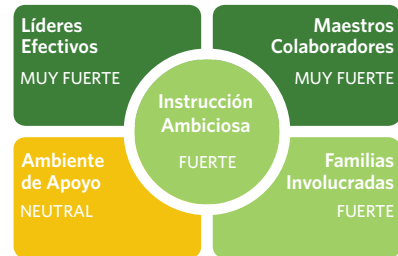 Líderes
Efectivos
MUY FUERTE
Maestros
Colaboradores
MUY FUERTE
Instrucción
Ambiciosa
FUERTE
Ambiente
de Apoyo
NEUTRAL
Familias
Involucradas
FUERTE